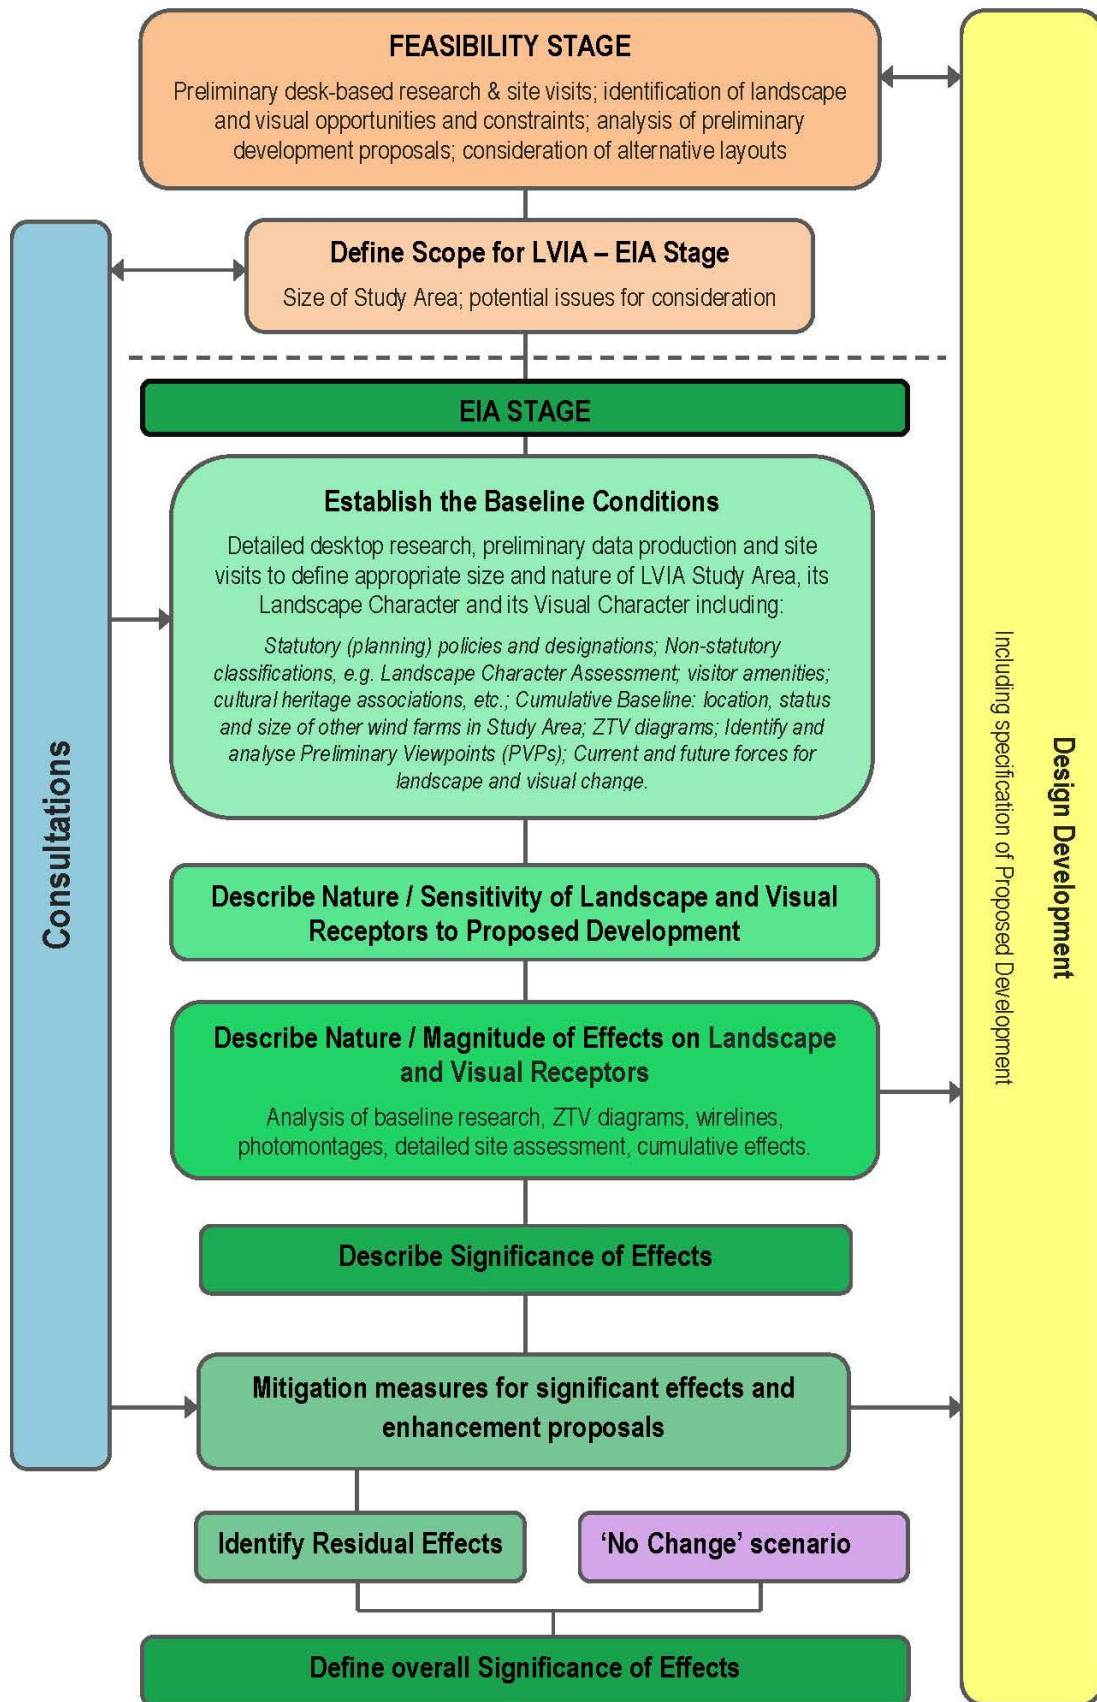 FEASIBILITY STAGE
Preliminary desk-based research & site visits; identification of landscape
and visual opportunities and constraints; analysis of preliminary
development proposals; consideration of alternative layouts
Define Scope for LVIA – EIA Stage
Size of Study Area; potential issues for consideration
EIA STAGE
Establish the Baseline Conditions
Detailed desktop research, preliminary data production and site
visits to define appropriate size and nature of LVIA Study Area, its
Landscape Character and its Visual Character including:
Statutory (planning) policies and designations; Non-statutory
classifications, e.g. Landscape Character Assessment; visitor amenities;
cultural heritage associations, etc.; Cumulative Baseline: location, status
and size of other wind farms in Study Area; ZTV diagrams; Identify and
analyse Preliminary Viewpoints (PVPs); Current and future forces for
landscape and visual change.
Describe Nature / Sensitivity of Landscape and Visual
Receptors to Proposed Development
Describe Nature / Magnitude of Effects on Landscape
and Visual Receptors
Analysis of baseline research, ZTV diagrams, wirelines,
photomontages, detailed site assessment, cumulative effects.
Describe Significance of Effects
Mitigation measures for significant effects and
enhancement proposals
Identify Residual Effects
‘No Change’ scenario
Define overall Significance of Effects
Consultations
Design Development
Including specification of Proposed Development